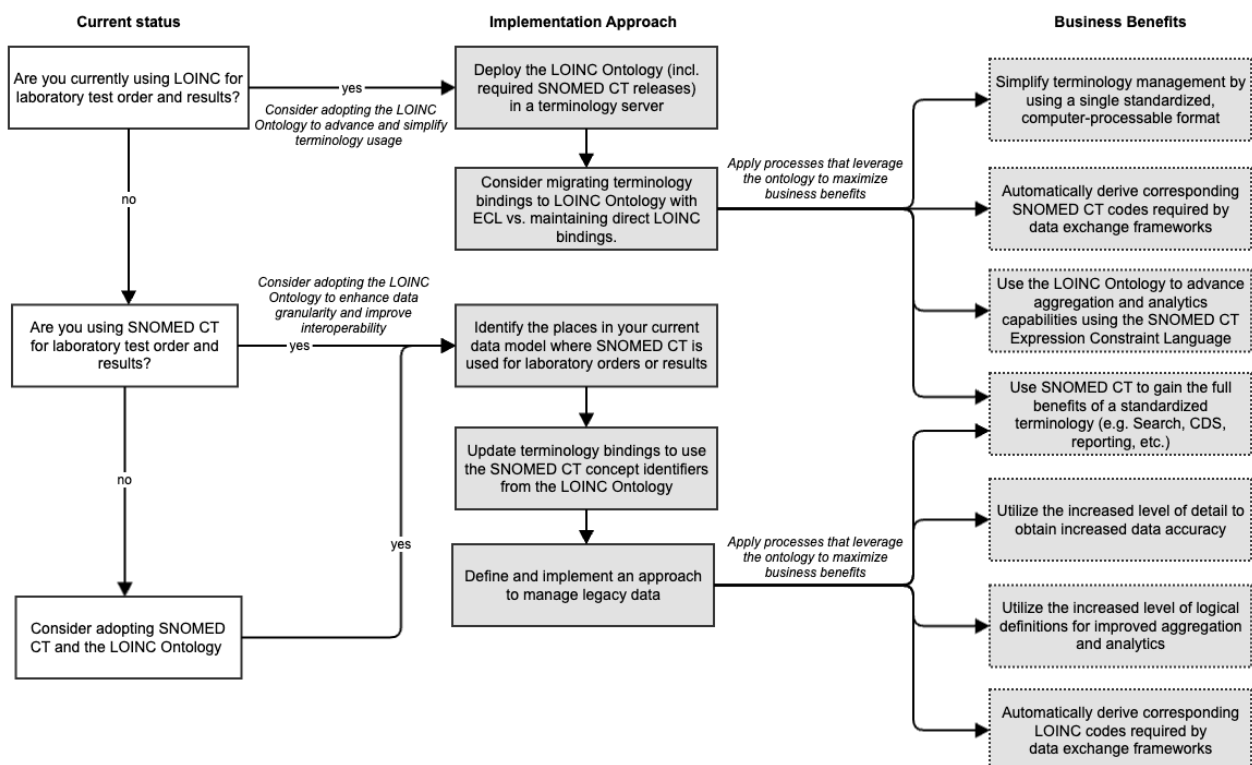 Current status
Implementation Approach
Business Benefits
Are you currently using LOINC for
laboratory test order and results?
yes
Consider adopting the LOINC
Ontology to advance and simplify
terminology usage
Deploy the LOINC Ontology (incl.
required SNOMED CT releases)
in a terminology server
Consider migrating terminology
bindings to LOINC Ontology with
ECL vs. maintaining direct LOINC
bindings.
Apply processes that leverage
the ontology to maximize
business benefits
Simplify terminology management by
using a single standardized,
computer-processable format
Automatically derive corresponding
SNOMED CT codes required by
data exchange frameworks
Use the LOINC Ontology to advance
aggregation and analytics
capabilities using the SNOMED CT
Expression Constraint Language
Use SNOMED CT to gain the full
benefits of a standardized
terminology (e.g. Search, CDS,
reporting, etc.)
no
Are you using SNOMED CT
for laboratory test order and
results?
Consider adopting the LOINC
Ontology to enhance data
granularity and improve
interoperability
yes
Identify the places in your current
data model where SNOMED CT is
used for laboratory orders or results
Update terminology bindings to use
the SNOMED CT concept identifiers
from the LOINC Ontology
Define and implement an approach
to manage legacy data
Apply processes that leverage
the ontology to maximize
business benefits
Utilize the increased level of detail to
obtain increased data accuracy
Utilize the increased level of logical
definitions for improved aggregation
and analytics
Automatically derive corresponding
LOINC codes required by
data exchange frameworks
no
Consider adopting SNOMED
CT and the LOINC Ontology
yes